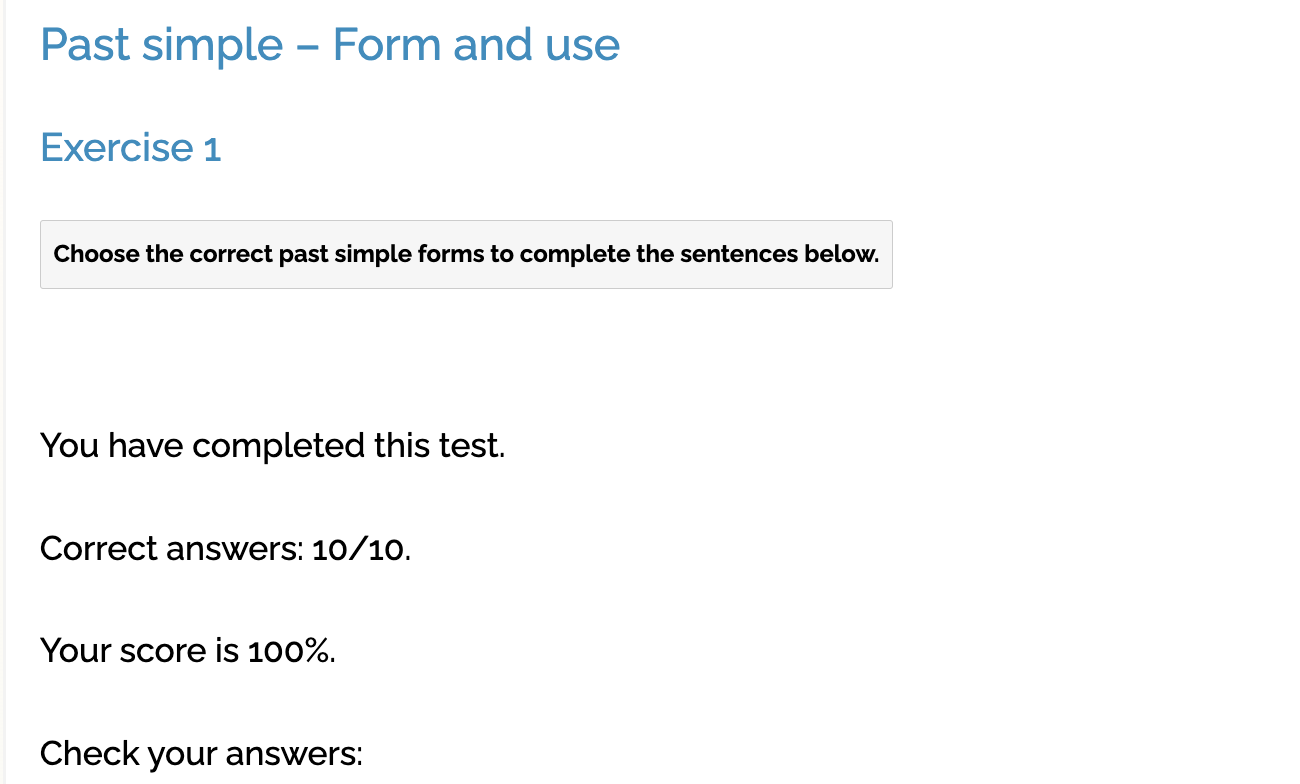 Past simple – Form and use
Exercise 1
Choose the correct past simple forms to complete the sentences below.
You have completed this test.
Correct answers: 10/10.
Your score is 100%.
Check your answers: